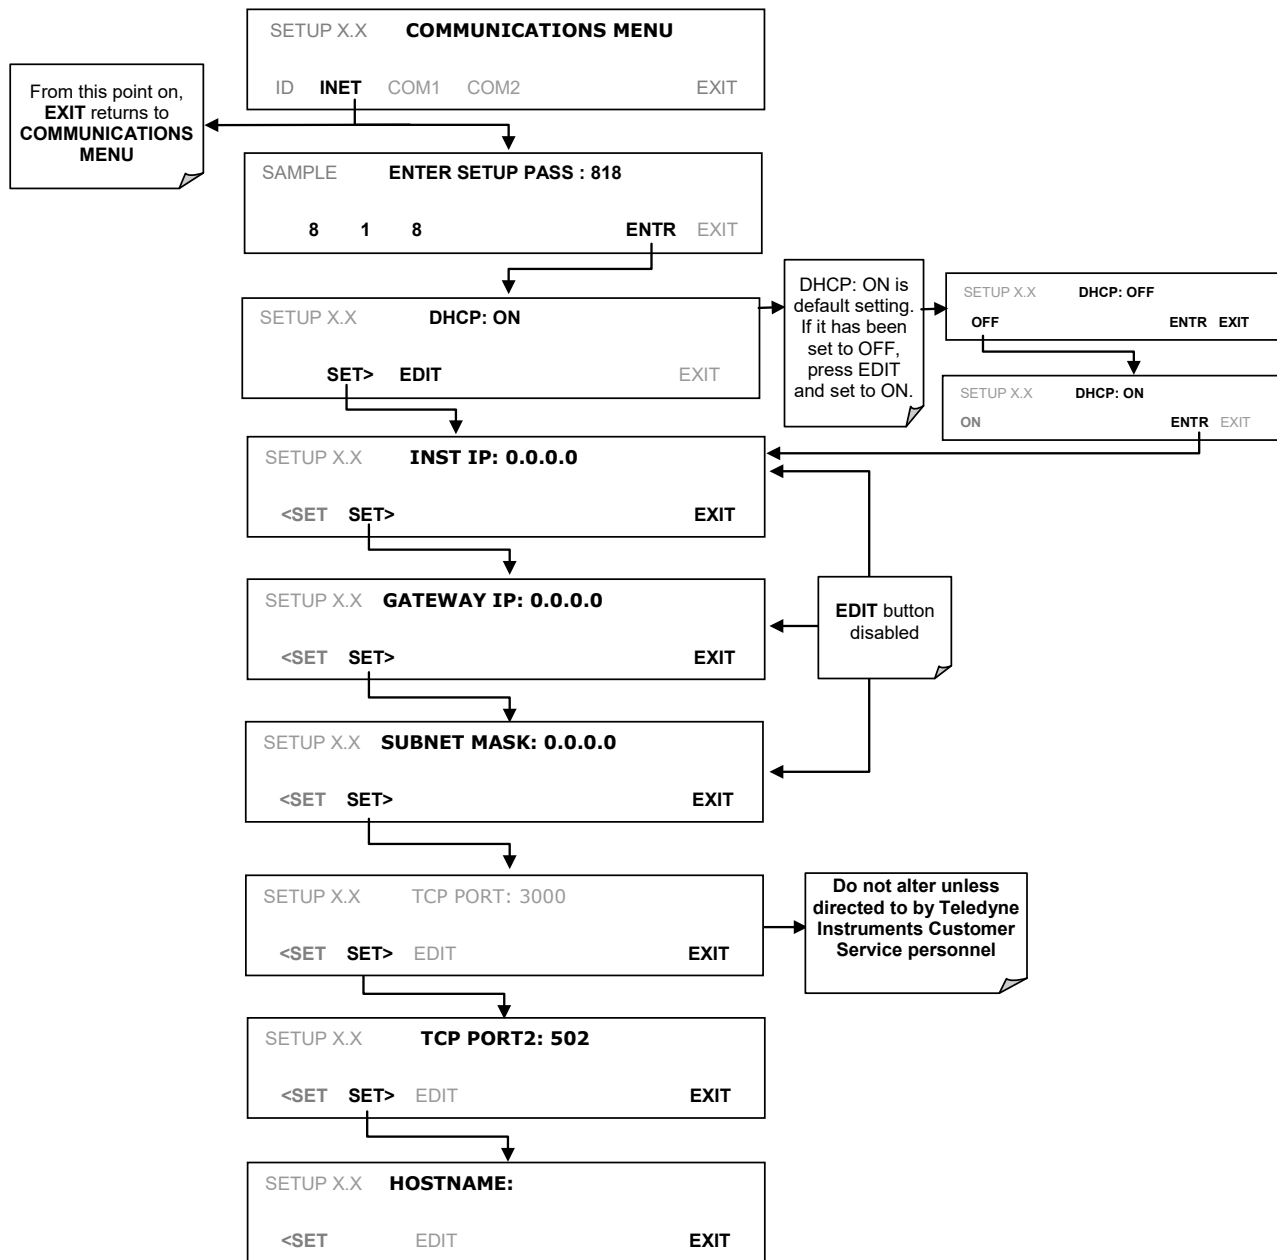 SETUP X.X COMMUNICATIONS MENU
ID INET COM1 COM2 EXIT
From this point on,
EXIT returns to
COMMUNICATIONS
MENU
SAMPLE ENTER SETUP PASS : 818
8 1 8 ENTR EXIT
SETUP X.X DHCP: ON
SET> EDIT EXIT
DHCP: ON is
default setting.
If it has been
set to OFF,
press EDIT
and set to ON.
SETUP X.X DHCP: OFF
OFF ENTR EXIT
SETUP X.X DHCP: ON
ON ENTR EXIT
SETUP X.X INST IP: 0.0.0.0
<SET SET> EXIT
SETUP X.X GATEWAY IP: 0.0.0.0
<SET SET> EXIT
EDIT button
disabled
SETUP X.X SUBNET MASK: 0.0.0.0
<SET SET> EXIT
SETUP X.X TCP PORT: 3000
<SET SET> EDIT EXIT
Do not alter unless
directed to by Teledyne
Instruments Customer
Service personnel
SETUP X.X TCP PORT2: 502
<SET SET> EDIT EXIT
SETUP X.X HOSTNAME:
<SET EDIT EXIT